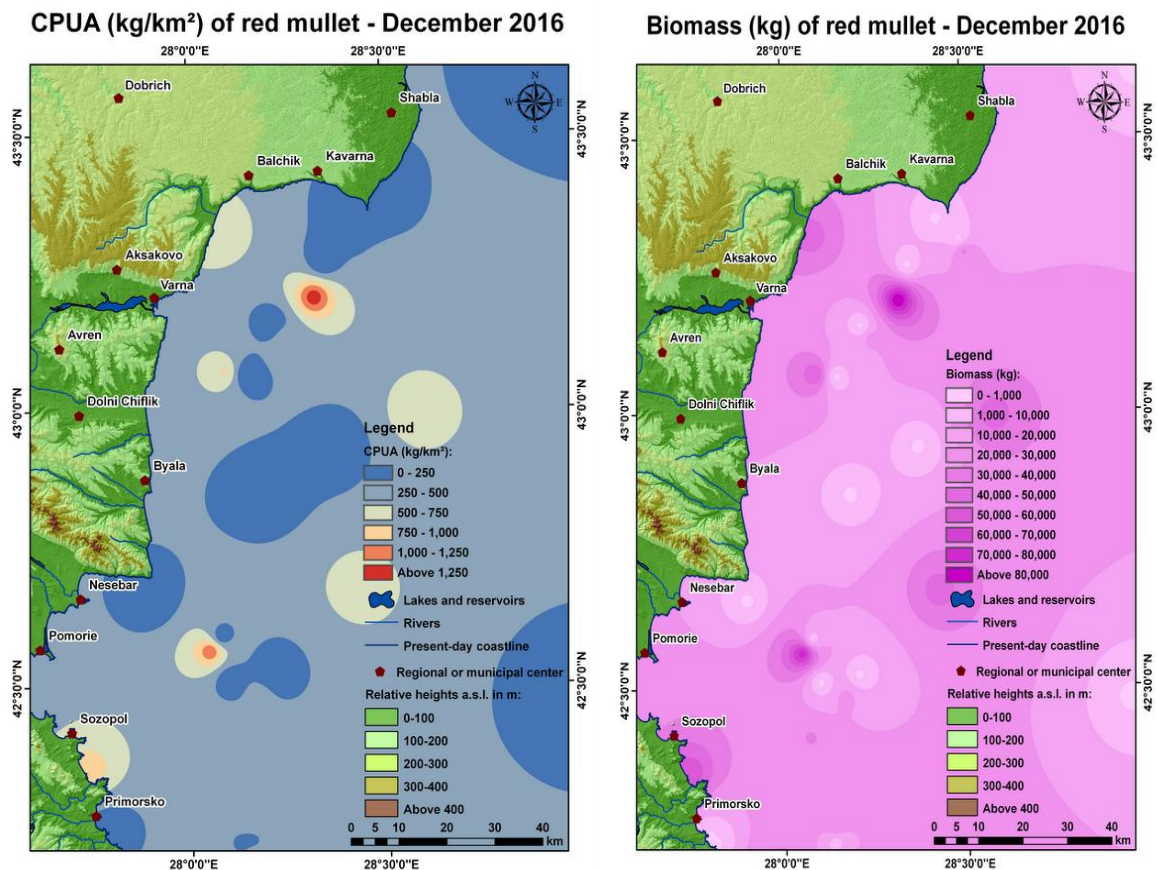 CPUA (kg/km²) of red mullet - December 2016
28°0'0"E
28°30'0"E
Dobrich
N
W
E
S
Shabla
43°30'0"N
43°30'0"N
Balchik
Kavarna
Aksakovo
Varna
Avren
Dolni Chiflik
43°0'0"N
43°0'0"N
Byala
Nesebar
Pomorie
42°30'0"N
42°30'0"N
Sozopol
Primorsko
Legend
CPUA (kg/km²):
0 - 250
250 - 500
500 - 750
750 - 1,000
1,000 - 1,250
Above 1,250
Lakes and reservoirs
Rivers
Present-day coastline
Regional or municipal center
Relative heights a.s.l. in m:
0-100
100-200
200-300
300-400
Above 400
0 5 10 20 30 40
km
28°0'0"E
28°30'0"E
Biomass (kg) of red mullet - December 2016
28°0'0"E
28°30'0"E
Dobrich
N
W
E
S
Shabla
43°30'0"N
43°30'0"N
Balchik
Kavarna
Aksakovo
Varna
Avren
Dolni Chiflik
43°0'0"N
43°0'0"N
Byala
Nesebar
Pomorie
42°30'0"N
42°30'0"N
Sozopol
Primorsko
Legend
Biomass (kg):
0 - 1,000
1,000 - 10,000
10,000 - 20,000
20,000 - 30,000
30,000 - 40,000
40,000 - 50,000
50,000 - 60,000
60,000 - 70,000
70,000 - 80,000
Above 80,000
Lakes and reservoirs
Rivers
Present-day coastline
Regional or municipal center
Relative heights a.s.l. in m:
0-100
100-200
200-300
300-400
Above 400
0 5 10 20 30 40
km
28°0'0"E
28°30'0"E